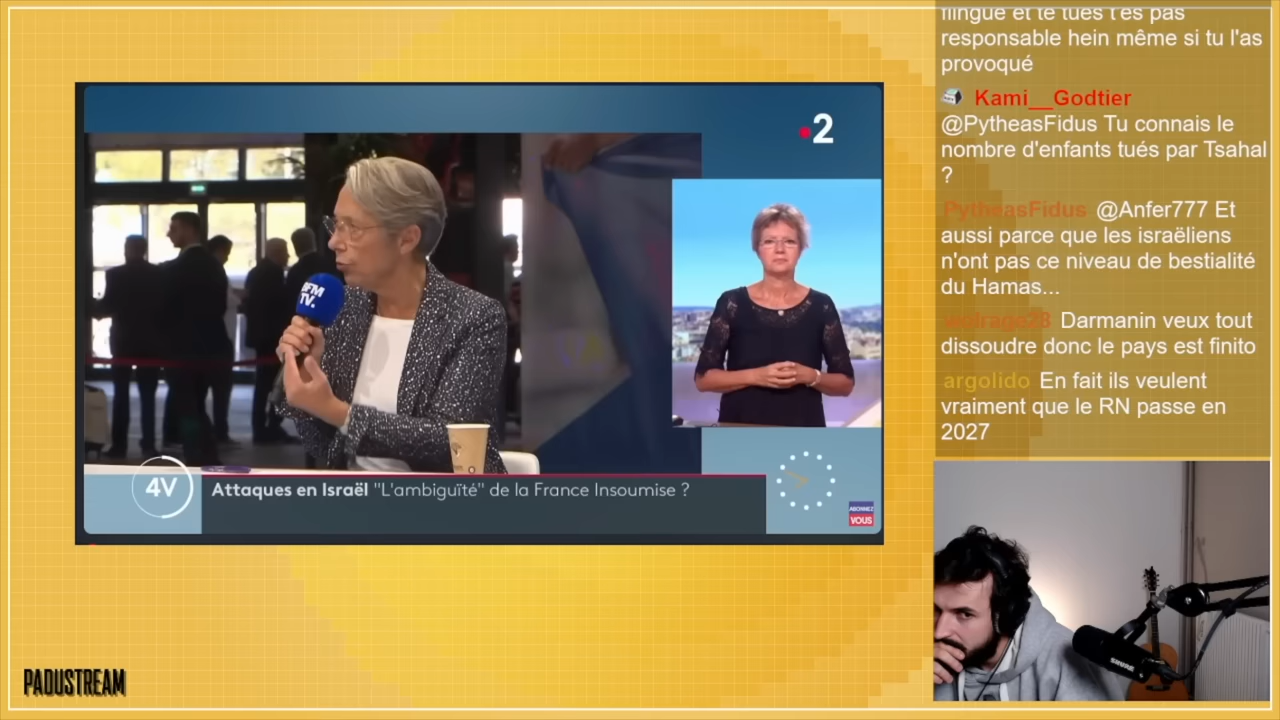 2
BFM
TV.
4V
Attaques en Israël "L'ambiguïté" de la France Insoumise ?
ABONNEZ
VOUS
PADUSTREAM
flingue et te tues t'es pas
responsable hein même si tu l'as
provoqué
Kami__Godtier
@PytheasFidus Tu connais le
nombre d'enfants tués par Tsahal
?
PytheasFidus @Anfer777 Et
aussi parce que les israëliens
n'ont pas ce niveau de bestialité
du Hamas...
Darmanin veux tout
dissoudre donc le pays est finito
argolido En fait ils veulent
vraiment que le RN passe en
2027
SHURE